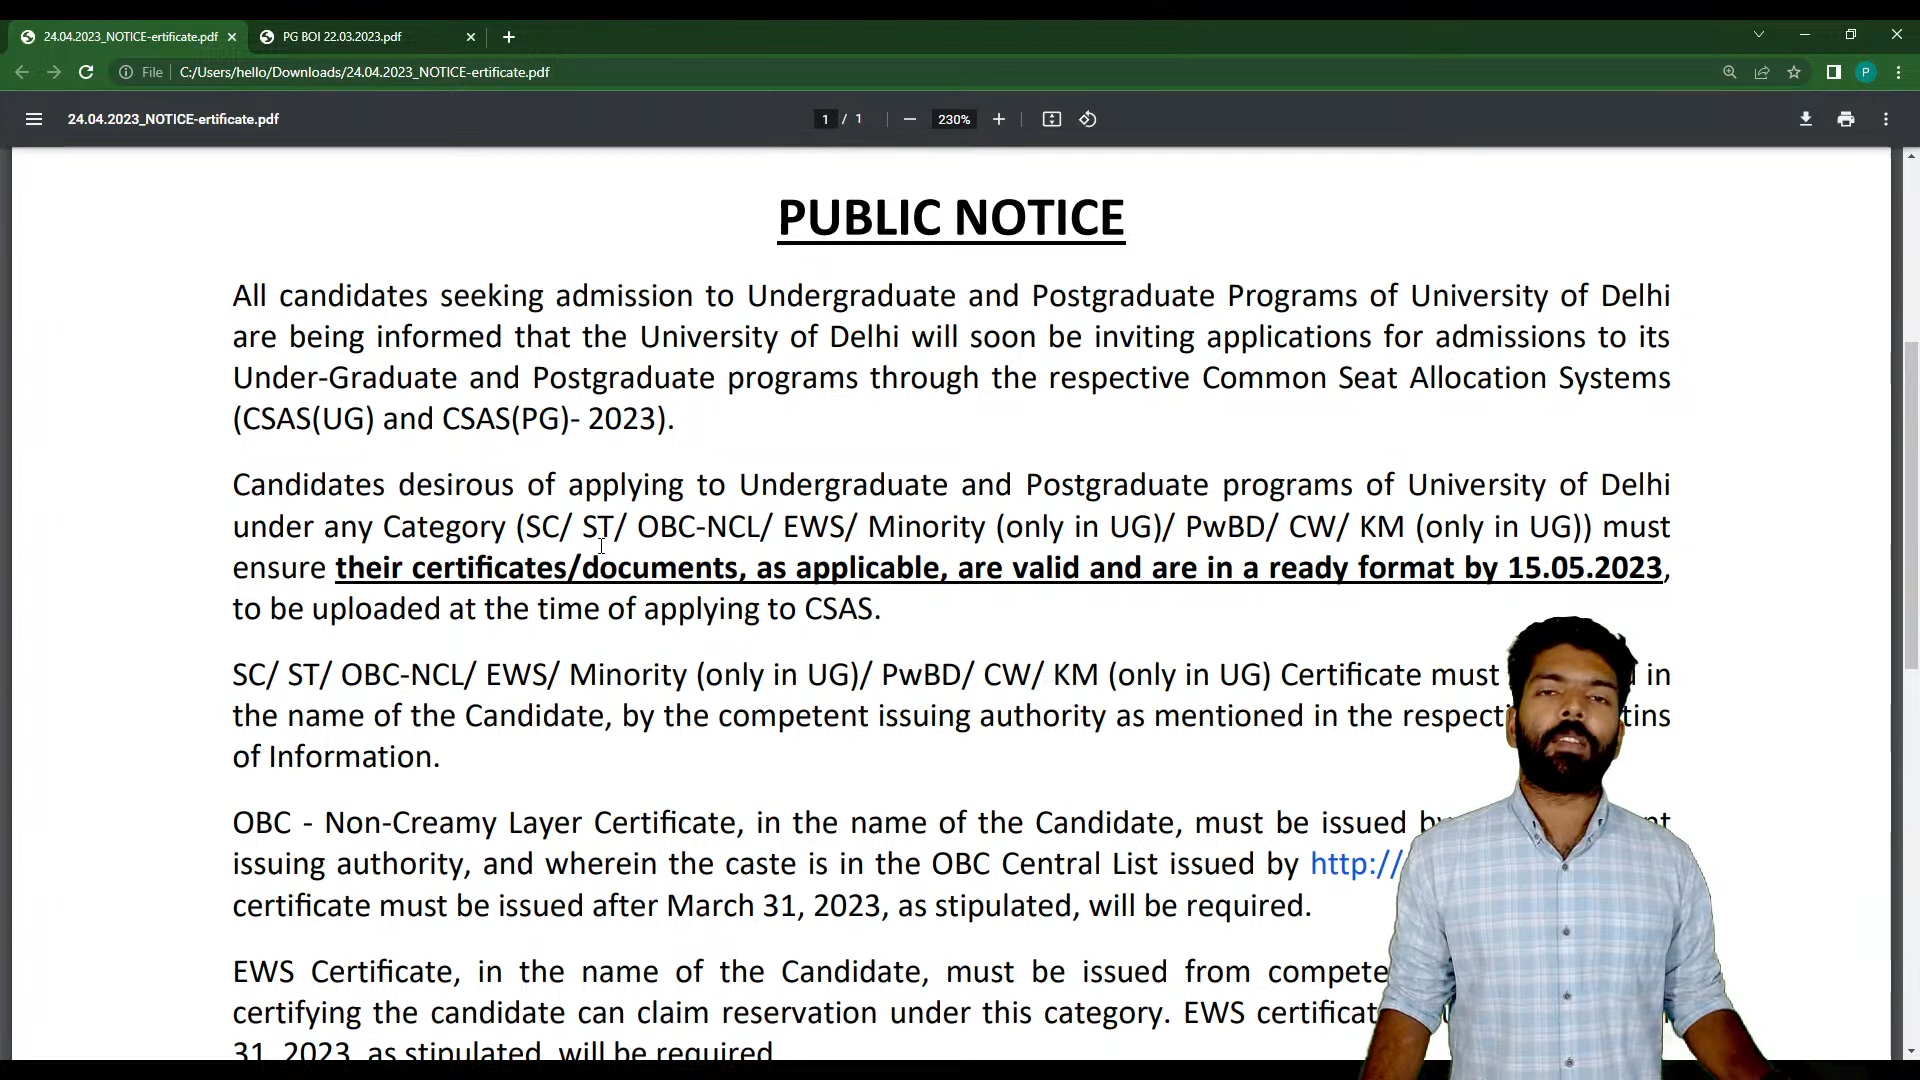 24.04.2023_NOTICE-ertificate.pdf
PG BOI 22.03.2023.pdf
File C:/Users/hello/Downloads/24.04.2023_NOTICE-ertificate.pdf
P
24.04.2023_NOTICE-ertificate.pdf
1 / 1
230%
PUBLIC NOTICE
All candidates seeking admission to Undergraduate and Postgraduate Programs of University of Delhi
are being informed that the University of Delhi will soon be inviting applications for admissions to its
Under-Graduate and Postgraduate programs through the respective Common Seat Allocation Systems
(CSAS(UG) and CSAS(PG)- 2023).
Candidates desirous of applying to Undergraduate and Postgraduate programs of University of Delhi
under any Category (SC/ ST/ OBC-NCL/ EWS/ Minority (only in UG)/ PwBD/ CW/ KM (only in UG)) must
ensure their certificates/documents, as applicable, are valid and are in a ready format by 15.05.2023,
to be uploaded at the time of applying to CSAS.
SC/ ST/ OBC-NCL/ EWS/ Minority (only in UG)/ PwBD/ CW/ KM (only in UG) Certificate must in
the name of the Candidate, by the competent issuing authority as mentioned in the
of Information.
OBC - Non-Creamy Layer Certificate, in the name of the Candidate, must be issued
issuing authority, and wherein the caste is in the OBC Central List issued by http://
certificate must be issued after March 31, 2023, as stipulated, will be required.
EWS Certificate, in the name of the Candidate, must be issued from
certifying the candidate can claim reservation under this category. EWS
31, 2023, as stipulated, will be required